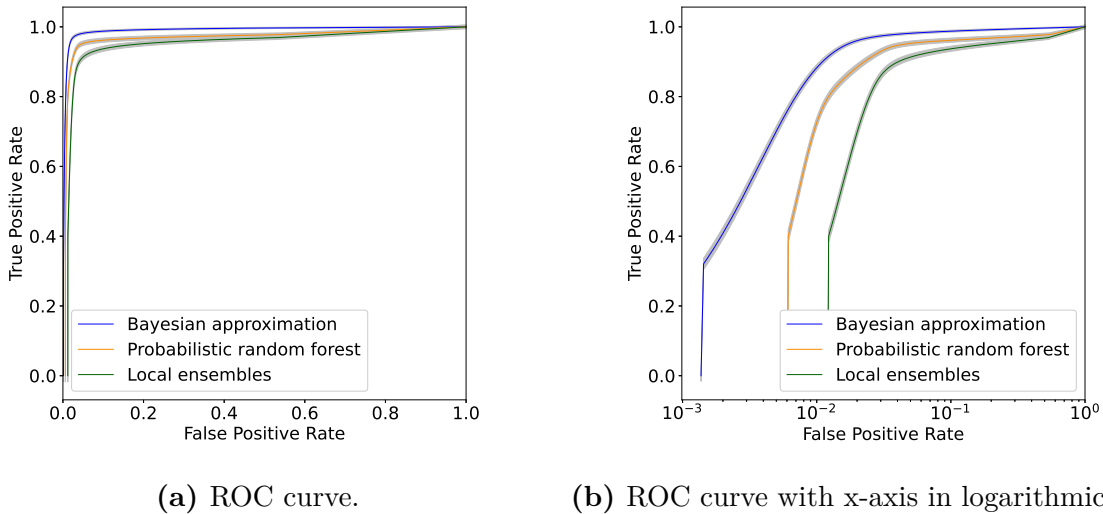 1.0
0.8
0.6
0.4
0.2
0.0
True Positive Rate
Bayesian approximation
Probabilistic random forest
Local ensembles
0.0 0.2 0.4 0.6 0.8 1.0
False Positive Rate
(a) ROC curve.
1.0
0.8
0.6
0.4
0.2
0.0
True Positive Rate
Bayesian approximation
Probabilistic random forest
Local ensembles
10⁻³ 10⁻² 10⁻¹ 10⁰
False Positive Rate
(b) ROC curve with x-axis in logarithmic